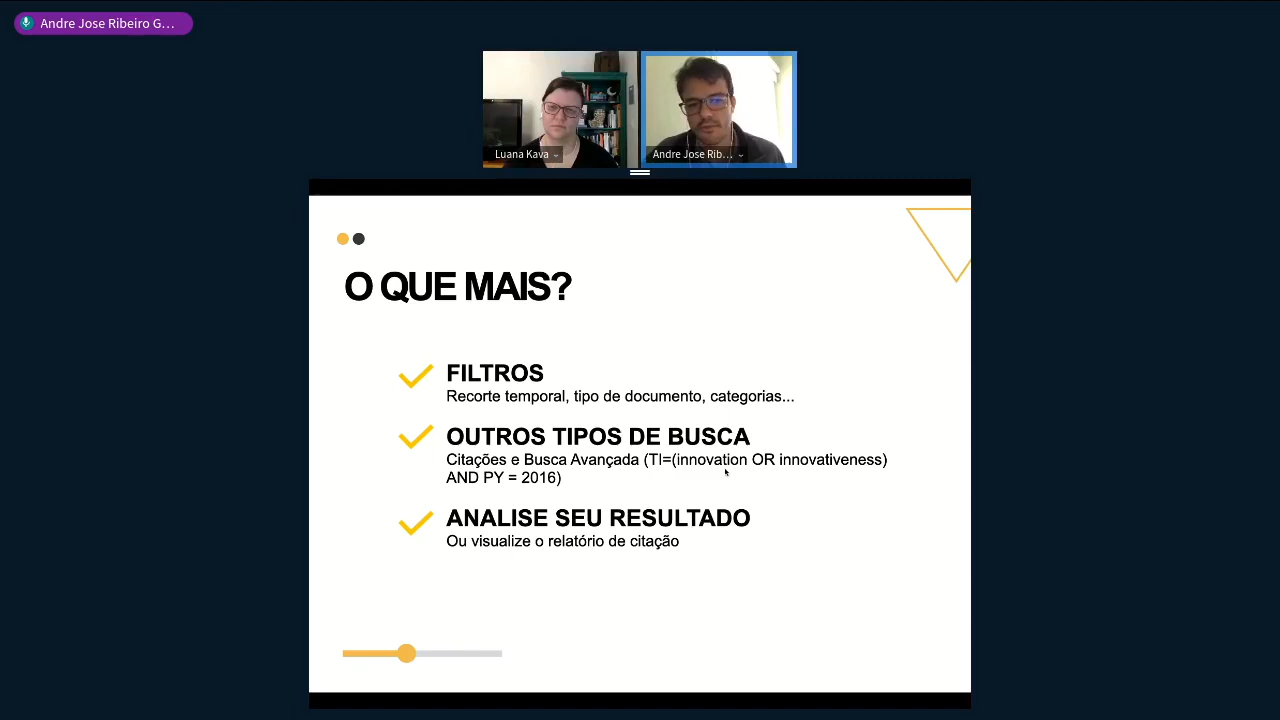 Andre Jose Ribeiro G...
Luana Kava
Andre Jose Rib...
O QUE MAIS?
FILTROS
Recorte temporal, tipo de documento, categorias...
OUTROS TIPOS DE BUSCA
Citações e Busca Avançada (TI=(innovation OR innovativeness)
AND PY = 2016)
ANALISE SEU RESULTADO
Ou visualize o relatório de citação